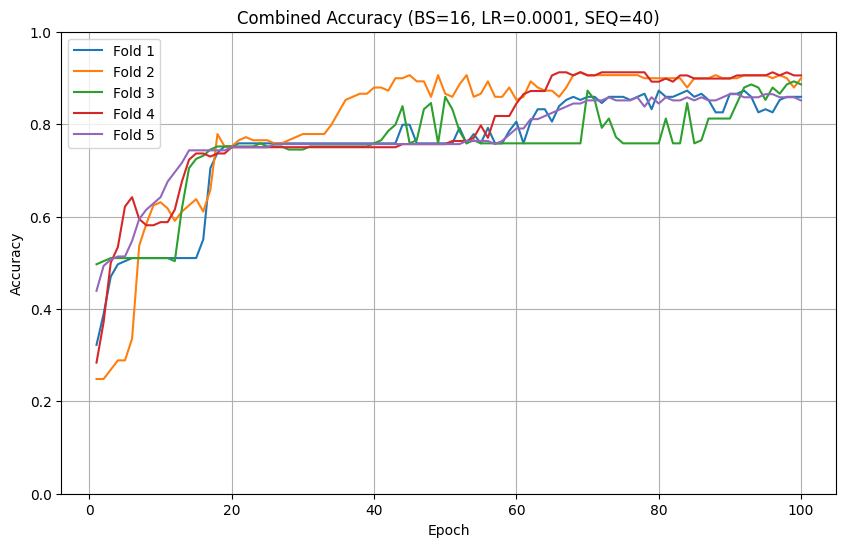 Combined Accuracy (BS=16, LR=0.0001, SEQ=40)
Fold 1
Fold 2
Fold 3
Fold 4
Fold 5
1.0
0.8
0.6
0.4
0.2
0.0
Accuracy
0 20 40 60 80 100
Epoch